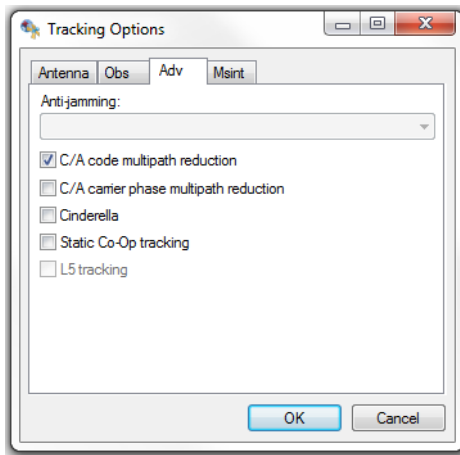 Tracking Options
Antenna Obs Adv Msint
Anti-jamming:
C/A code multipath reduction
C/A carrier phase multipath reduction
Cinderella
Static Co-Op tracking
L5 tracking
OK Cancel